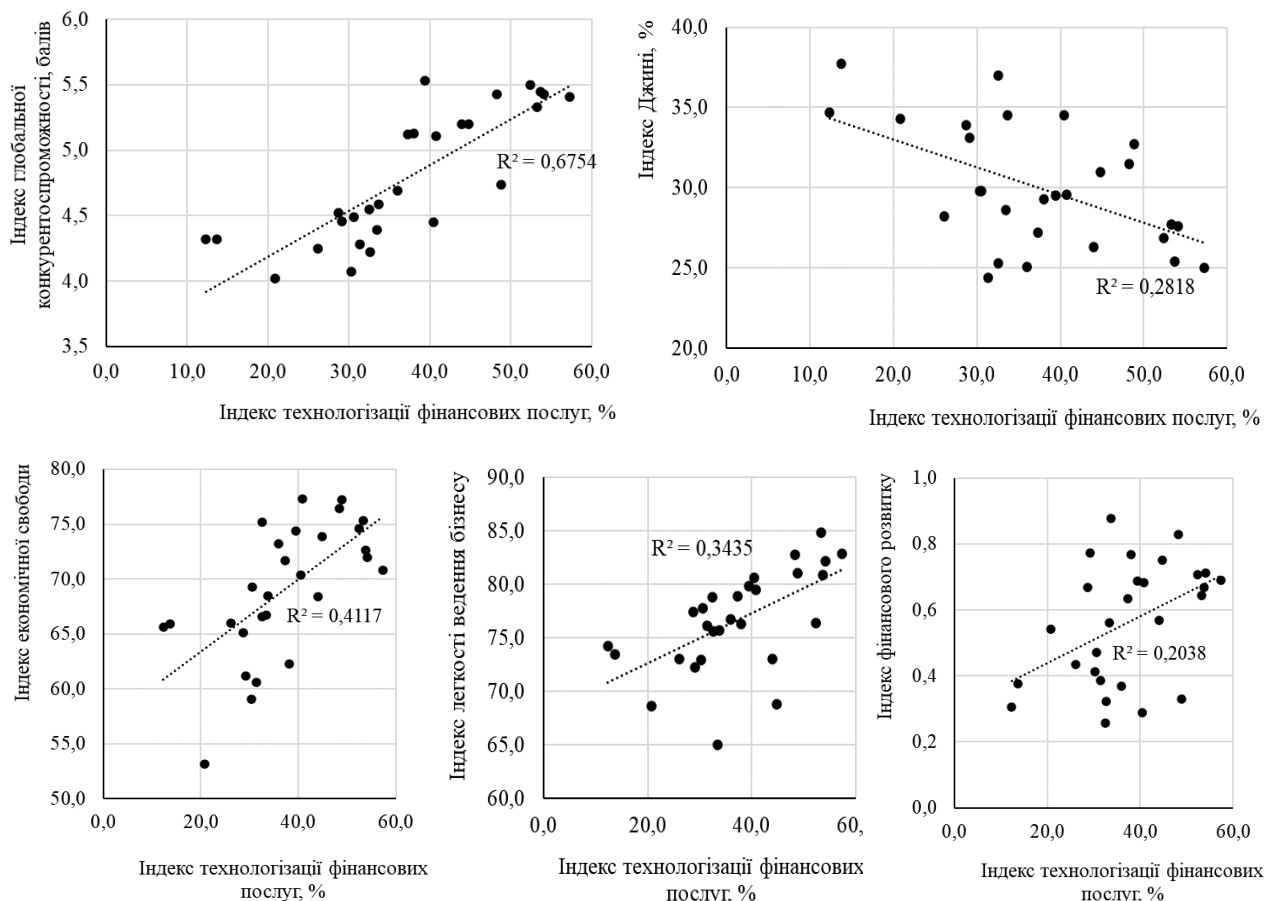 Індекс глобальної
конкурентоспроможності, балів
6,0
5,5
5,0
4,5
4,0
3,5
R² = 0,6754
0,0 10,0 20,0 30,0 40,0 50,0 60,0
Індекс технологізації фінансових послуг, %
Індекс Джині, %
40,0
35,0
30,0
25,0
20,0
R² = 0,2818
0,0 10,0 20,0 30,0 40,0 50,0 60,0
Індекс технологізації фінансових послуг, %
Індекс економічної свободи
80,0
75,0
70,0
65,0
60,0
55,0
50,0
R² = 0,4117
0,0 20,0 40,0 60,0
Індекс технологізації фінансових
послуг, %
Індекс легкості ведення бізнесу
90,0
85,0
80,0
75,0
70,0
65,0
60,0
R² = 0,3435
0,0 20,0 40,0 60,
Індекс технологізації фінансових
послуг, %
Індекс фінансового розвитку
1,0
0,8
0,6
0,4
0,2
0,0
R² = 0,2038
0,0 20,0 40,0 60,0
Індекс технологізації фінансових
послуг, %